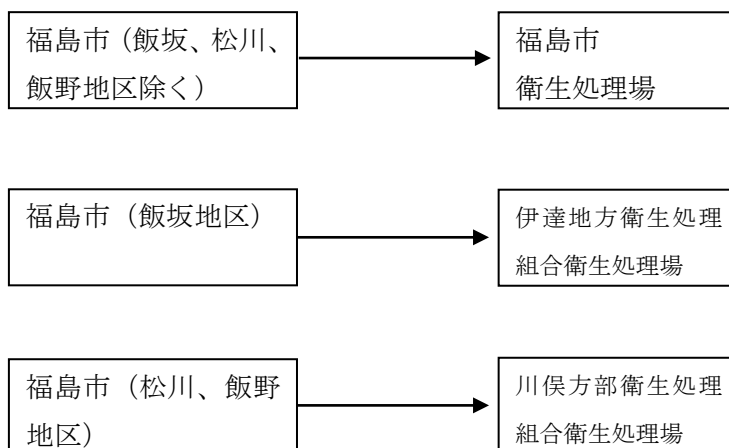 福島市（飯坂、松川、
飯野地区除く）
福島市
衛生処理場
福島市（飯坂地区）
伊達地方衛生処理
組合衛生処理場
福島市（松川、飯野
地区）
川俣方部衛生処理
組合衛生処理場